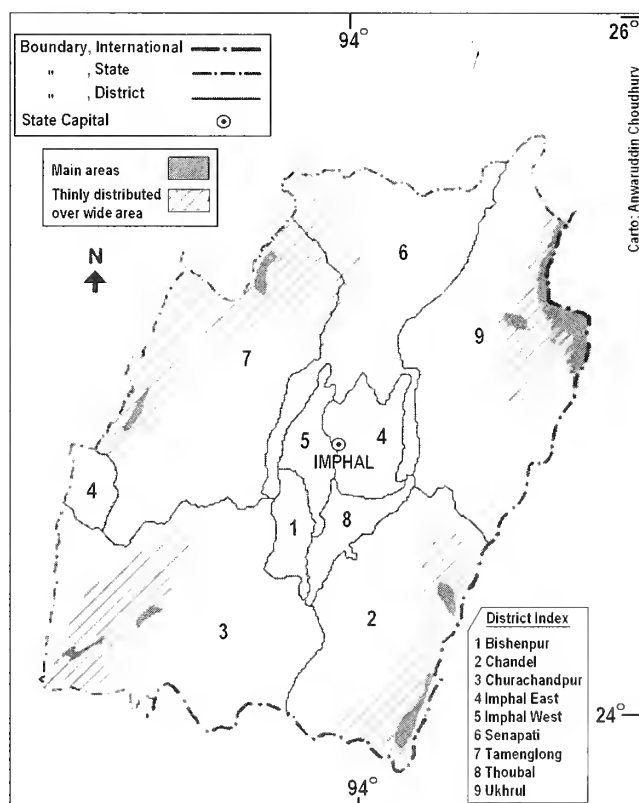 94°
26°
Boundary, International
" , State
" , District
State Capital
Main areas
Thinly distributed
over wide area
Carto: Anwaruddin Choudhury
N
6
9
7
5
4
IMPHAL
4
1
8
2
3
District Index
1 Bishenpur
2 Chandel
3 Churachandpur
4 Imphal East
5 Imphal West
6 Senapati
7 Tamenglong
8 Thoubal
9 Ukhrul
24°
94°